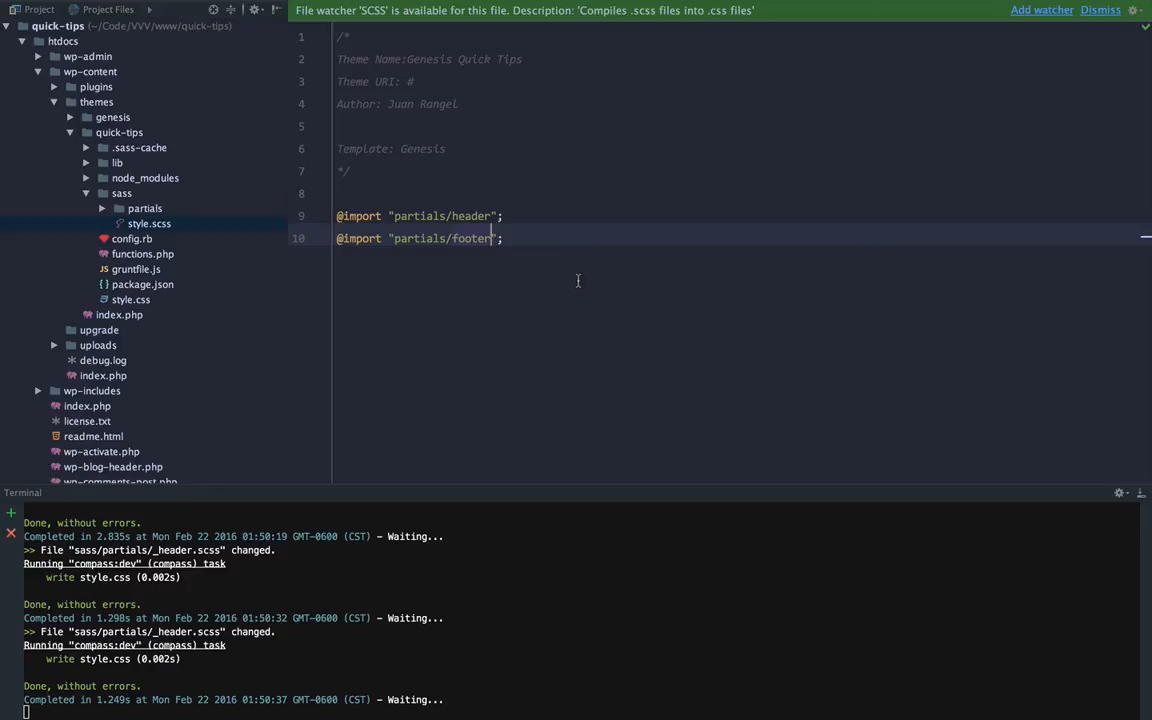 Project Project Files
File watcher 'SCSS' is available for this file. Description: 'Compiles .scss files into .css files' Add watcher Dismiss
quick-tips (~/Code/VVV/www/quick-tips)
htdocs
wp-admin
wp-content
plugins
themes
genesis
quick-tips
.sass-cache
lib
node_modules
sass
partials
style.scss
config.rb
functions.php
gruntfile.js
package.json
style.css
index.php
upgrade
uploads
debug.log
index.php
wp-includes
index.php
license.txt
readme.html
wp-activate.php
wp-blog-header.php
wp-comments-post.php
1 /*
2 Theme Name:Genesis Quick Tips
3 Theme URI: #
4 Author: Juan Rangel
5
6 Template: Genesis
7 */
8
9 @import "partials/header";
10 @import "partials/footer";
Terminal
Done, without errors.
Completed in 2.835s at Mon Feb 22 2016 01:50:19 GMT-0600 (CST) - Waiting...
>> File "sass/partials/_header.scss" changed.
Running "compass:dev" (compass) task
write style.css (0.002s)
Done, without errors.
Completed in 1.298s at Mon Feb 22 2016 01:50:32 GMT-0600 (CST) - Waiting...
>> File "sass/partials/_header.scss" changed.
Running "compass:dev" (compass) task
write style.css (0.002s)
Done, without errors.
Completed in 1.249s at Mon Feb 22 2016 01:50:37 GMT-0600 (CST) - Waiting...